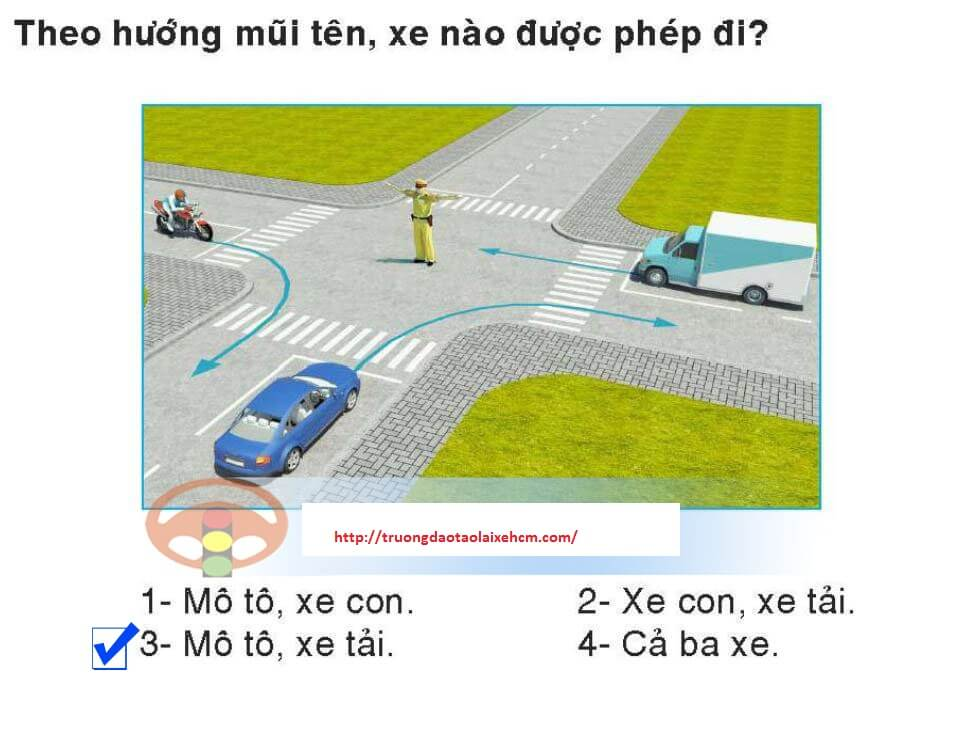 Theo hướng mũi tên, xe nào được phép đi?
http://truongdaotaolaixehcm.com/
1- Mô tô, xe con.
2- Xe con, xe tải.
3- Mô tô, xe tải.
4- Cả ba xe.